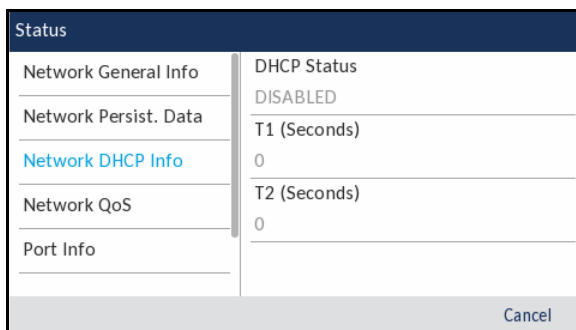 Status
Network General Info
Network Persist. Data
Network DHCP Info
Network QoS
Port Info
DHCP Status
DISABLED
T1 (Seconds)
0
T2 (Seconds)
0
Cancel